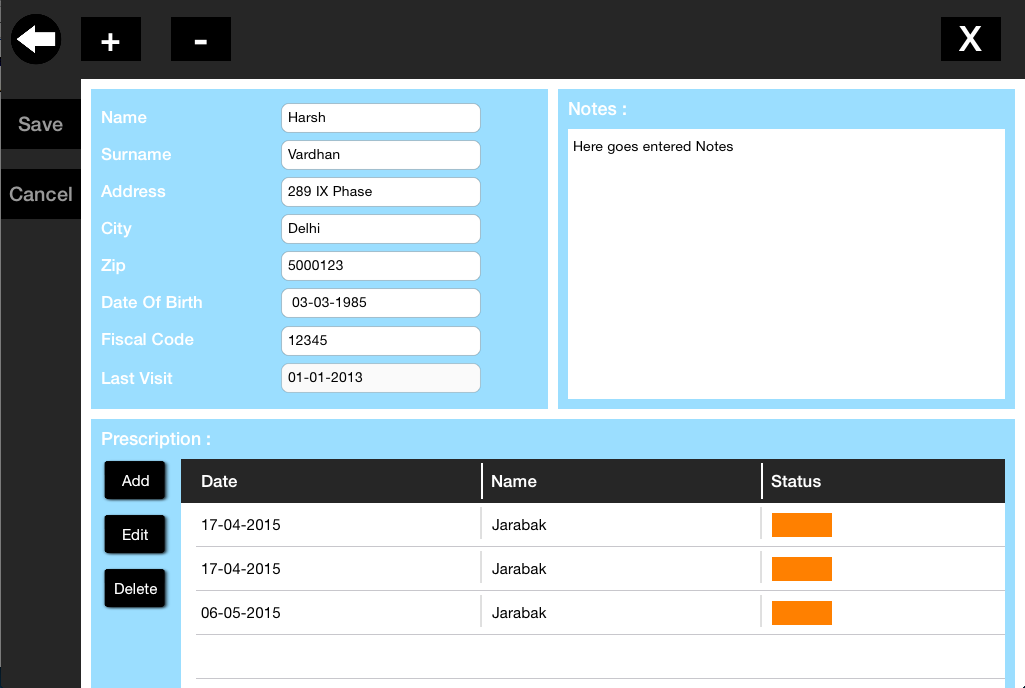 + - X
Save
Cancel
Name Harsh
Surname Vardhan
Address 289 IX Phase
City Delhi
Zip 5000123
Date Of Birth 03-03-1985
Fiscal Code 12345
Last Visit 01-01-2013
Notes :
Here goes entered Notes
Prescription :
Add
Edit
Delete
Date Name Status
17-04-2015 Jarabak
17-04-2015 Jarabak
06-05-2015 Jarabak